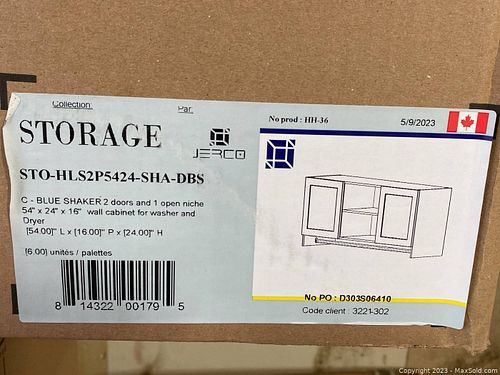 Collection:
Par:
STORAGE
JERCO
STO-HLS2P5424-SHA-DBS
C - BLUE SHAKER 2 doors and 1 open niche
54" x 24" x 16" wall cabinet for washer and
Dryer
[54.00]" L x [16.00]" P x [24.00]" H
[6.00] unités / palettes
8 14322 00179 5
No prod : HH-36
5/9/2023
No PO : D303S06410
Code client : 3221-302
Copyright 2023 - MaxSold.com